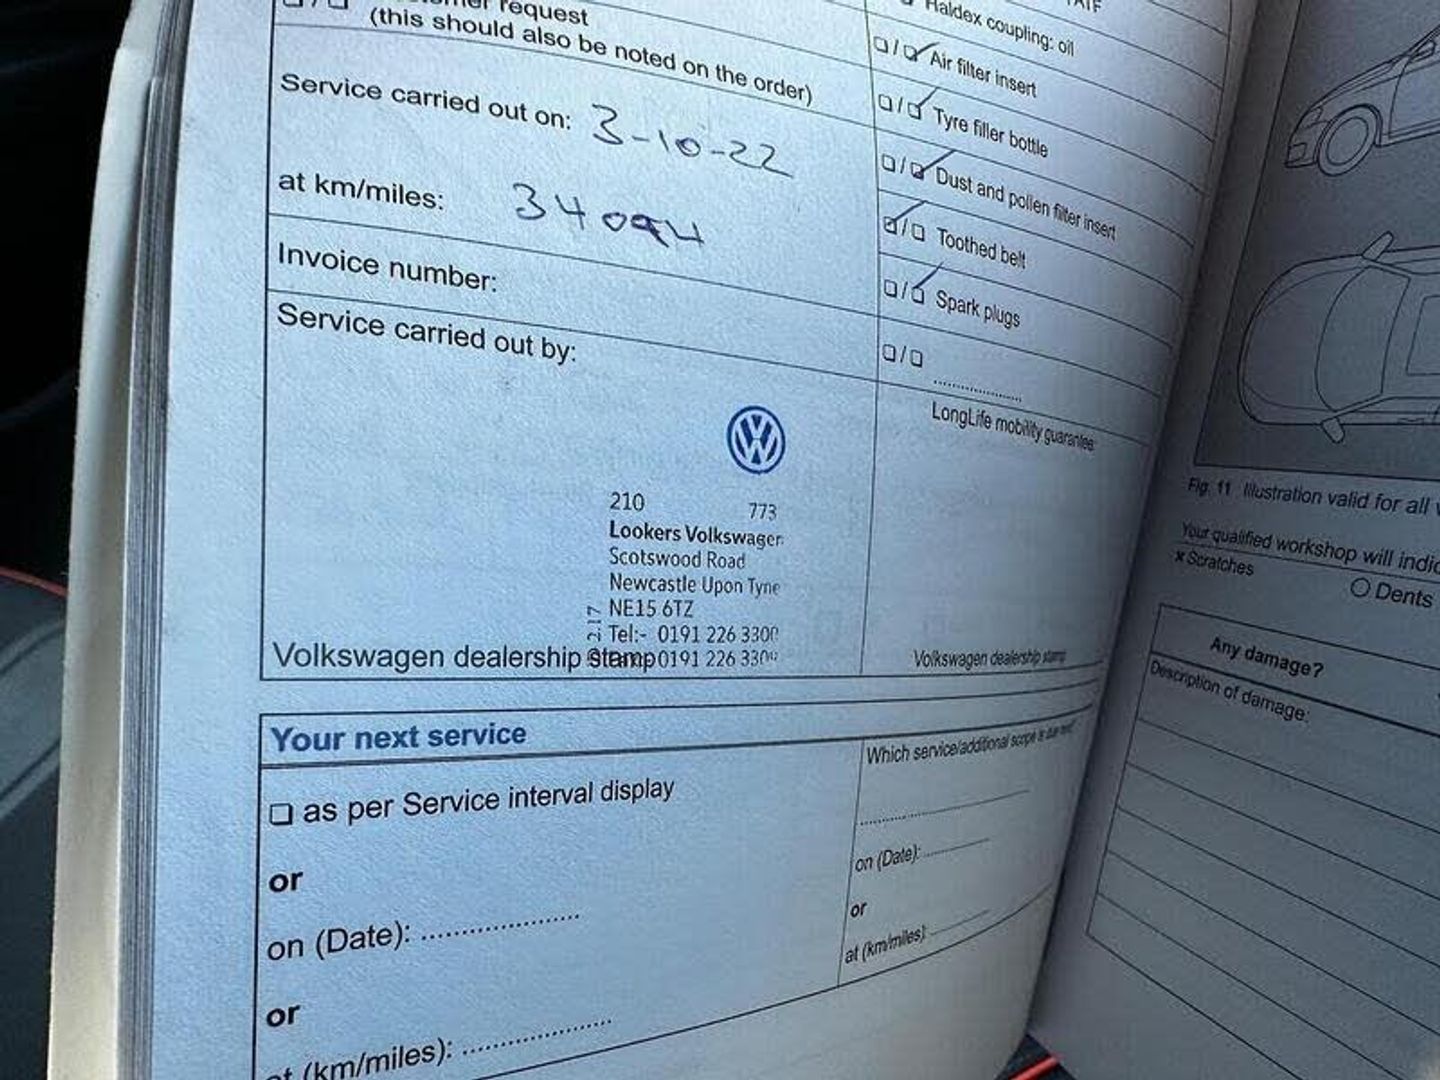 request
(this should also be noted on the order)
Service carried out on: 3-10-22
at km/miles: 34094
Invoice number:
Service carried out by:
210 773
Lookers Volkswagen
Scotswood Road
Newcastle Upon Tyne
NE15 6TZ
Tel:- 0191 226 3300
Volkswagen dealership stamp 0191 226 330
Haldex coupling: oil
Air filter insert
Tyre filler bottle
Dust and pollen filter insert
Toothed belt
Spark plugs
LongLife mobility guarantee:
Volkswagen dealership stamp
Your next service
as per Service interval display
or
on (Date):
or
at (km/miles):
Which service/additional scope is due next?
on (Date):
or
at (km/miles):
Fig. 11 Illustration valid for all
Your qualified workshop will
x Scratches
O Dents
Any damage?
Description of damage: